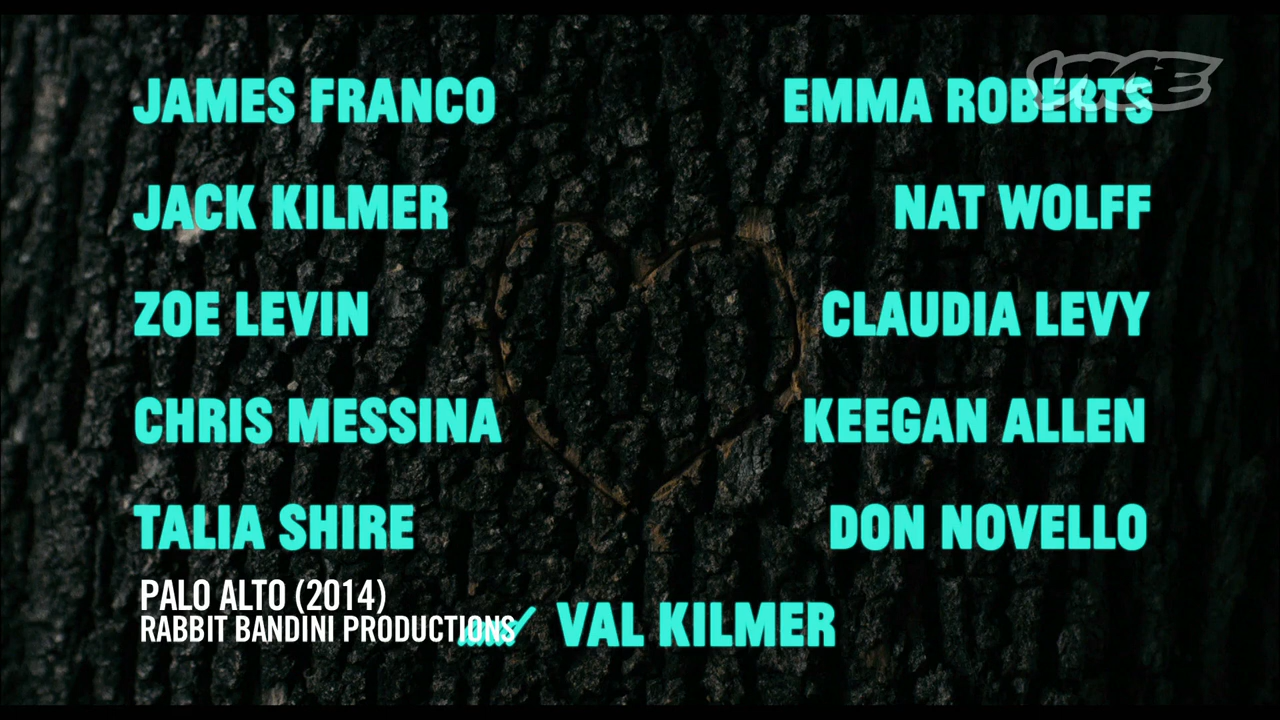 VICE
JAMES FRANCO
EMMA ROBERTS
JACK KILMER
NAT WOLFF
ZOE LEVIN
CLAUDIA LEVY
CHRIS MESSINA
KEEGAN ALLEN
TALIA SHIRE
DON NOVELLO
PALO ALTO (2014)
RABBIT BANDINI PRODUCTIONS
VAL KILMER